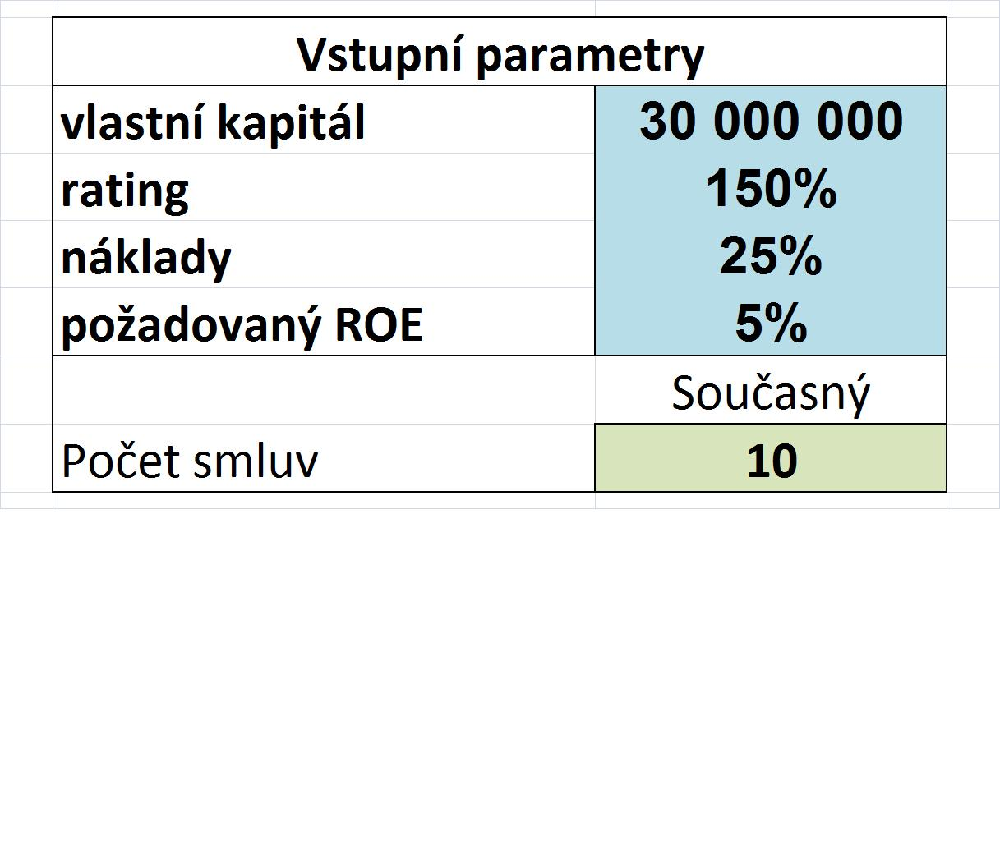 Vstupní parametry
vlastní kapitál 30 000 000
rating 150%
náklady 25%
požadovaný ROE 5%
Současný
Počet smluv 10